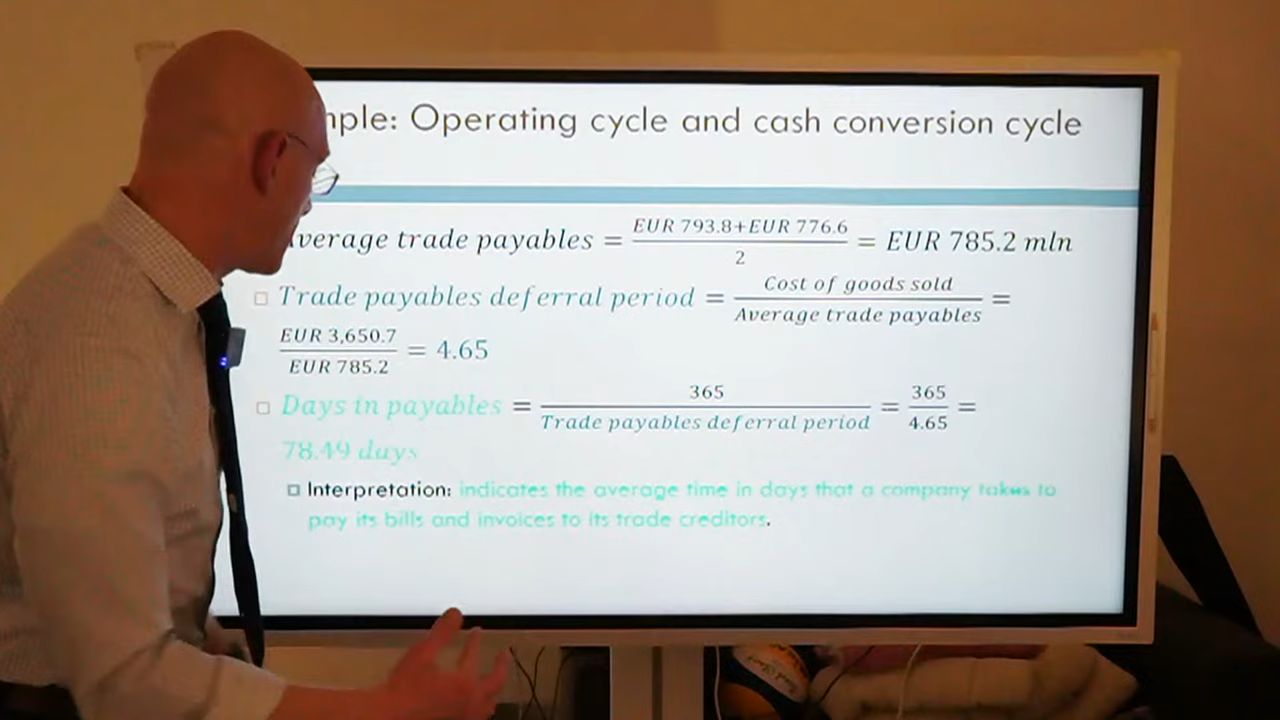 mple: Operating cycle and cash conversion cycle
verage trade payables = EUR 793.8+EUR 776.6 / 2 = EUR 785.2 mln
Trade payables deferral period = Cost of goods sold / Average trade payables =
EUR 3,650.7 / EUR 785.2 = 4.65
Days in payables = 365 / Trade payables deferral period = 365 / 4.65 =
78.49 days
Interpretation: indicates the average time in days that a company takes to
pay its bills and invoices to its trade creditors.